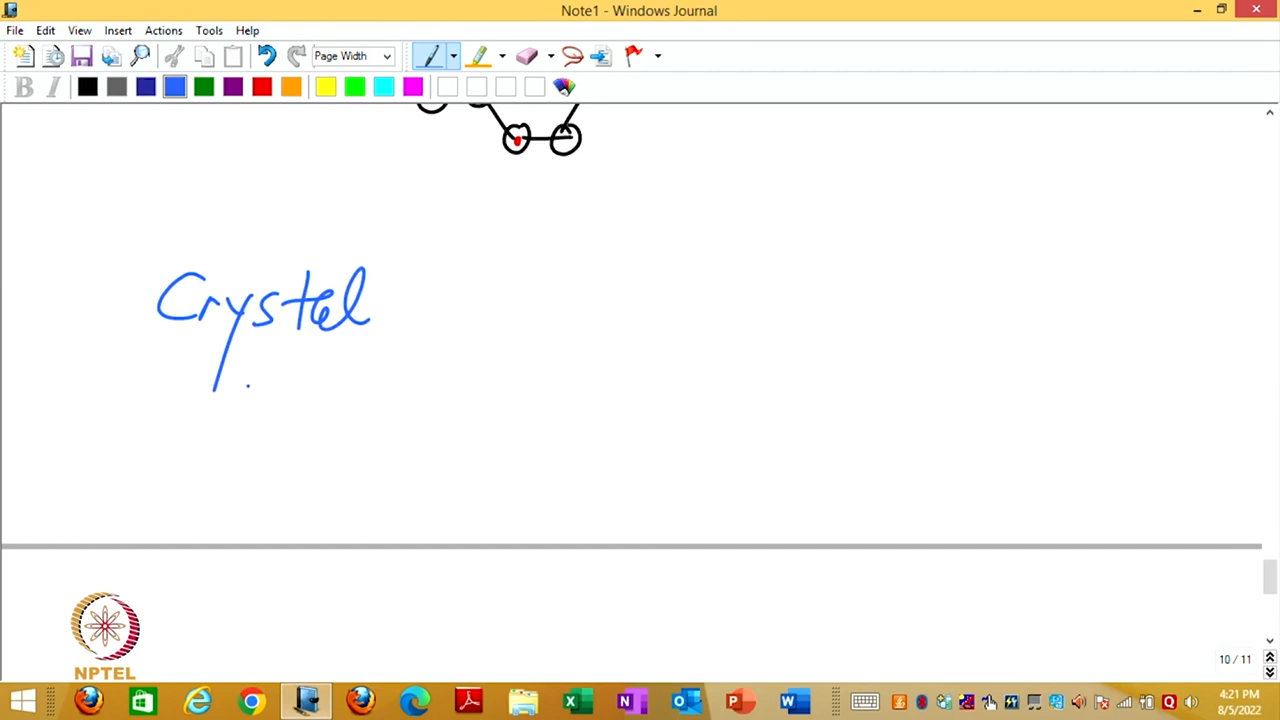 Note1 - Windows Journal
File Edit View Insert Actions Tools Help
Page Width
B I
Crystal
NPTEL
10 / 11
4:21 PM
8/5/2022